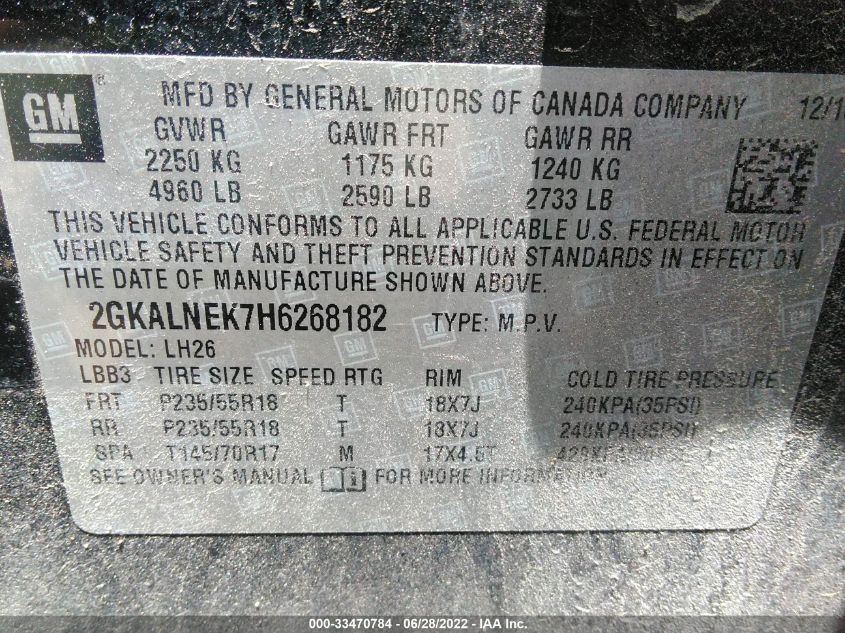 GM ® MFD BY GENERAL MOTORS OF CANADA COMPANY 12/1
GVWR GAWR FRT GAWR RR
2250 KG 1175 KG 1240 KG
4960 LB 2590 LB 2733 LB
THIS VEHICLE CONFORMS TO ALL APPLICABLE U.S. FEDERAL MOTOR
VEHICLE SAFETY AND THEFT PREVENTION STANDARDS IN EFFECT ON
THE DATE OF MANUFACTURE SHOWN ABOVE.
2GKALNEK7H6268182 TYPE: M.P.V.
MODEL: LH26
LBB3 TIRE SIZE SPEED RTG RIM COLD TIRE PRESSURE
FRT P235/55R18 T 18X7J 240KPA(35PSI)
RR P235/55R18 T 18X7J 240KPA(35PSI)
SPA T145/70R17 M 17X4.5T
SEE OWNER'S MANUAL FOR MORE INFORMATION
000-33470784 - 06/28/2022 - IAA Inc.